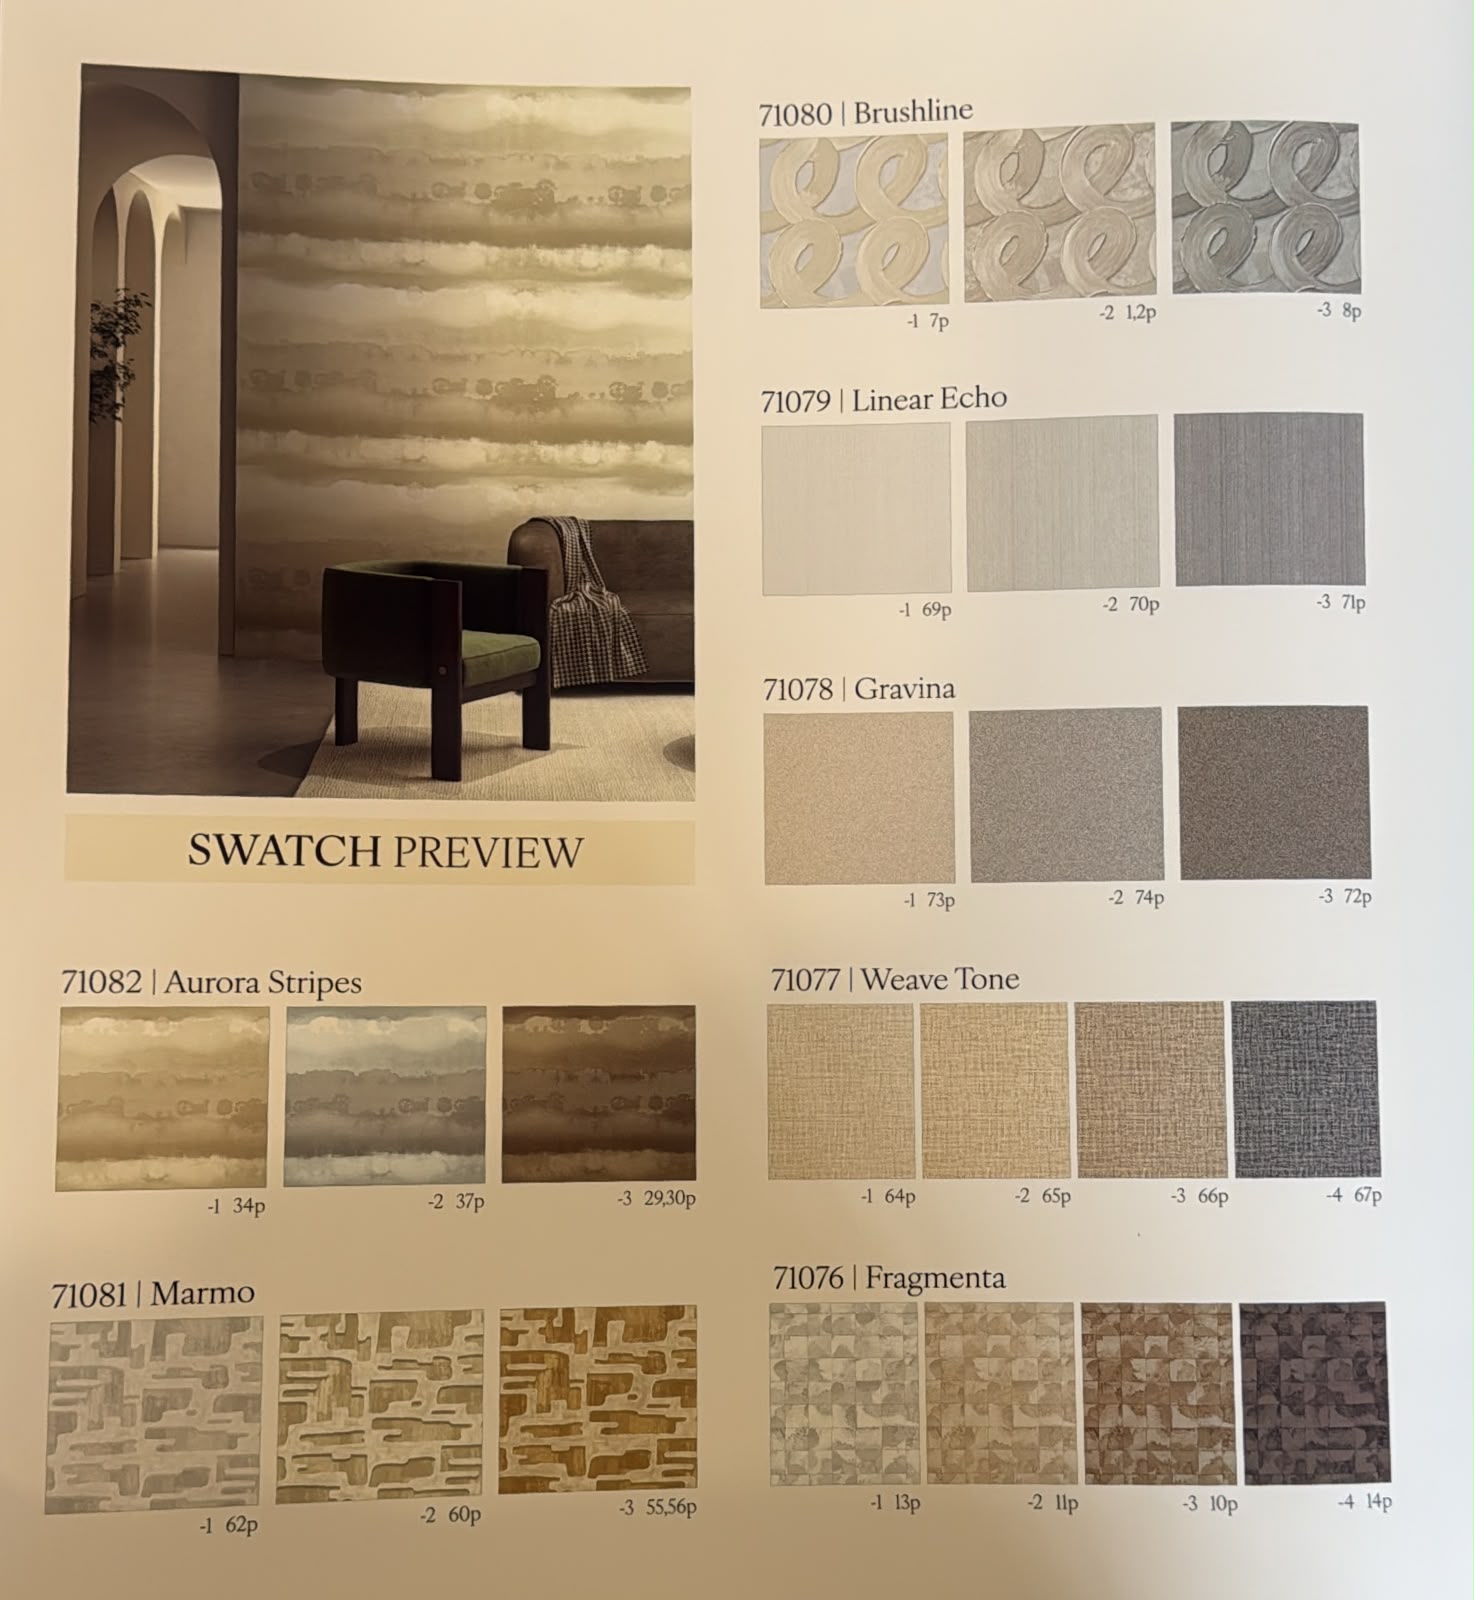 SWATCH PREVIEW
71082 | Aurora Stripes
-1 34p
-2 37p
-3 29,30p
71081 | Marmo
-1 62p
-2 60p
-3 55,56p
71080 | Brushline
-1 7p
-2 1,2p
-3 8p
71079 | Linear Echo
-1 69p
-2 70p
-3 71p
71078 | Gravina
-1 73p
-2 74p
-3 72p
71077 | Weave Tone
-1 64p
-2 65p
-3 66p
-4 67p
71076 | Fragmenta
-1 13p
-2 11p
-3 10p
-4 14p